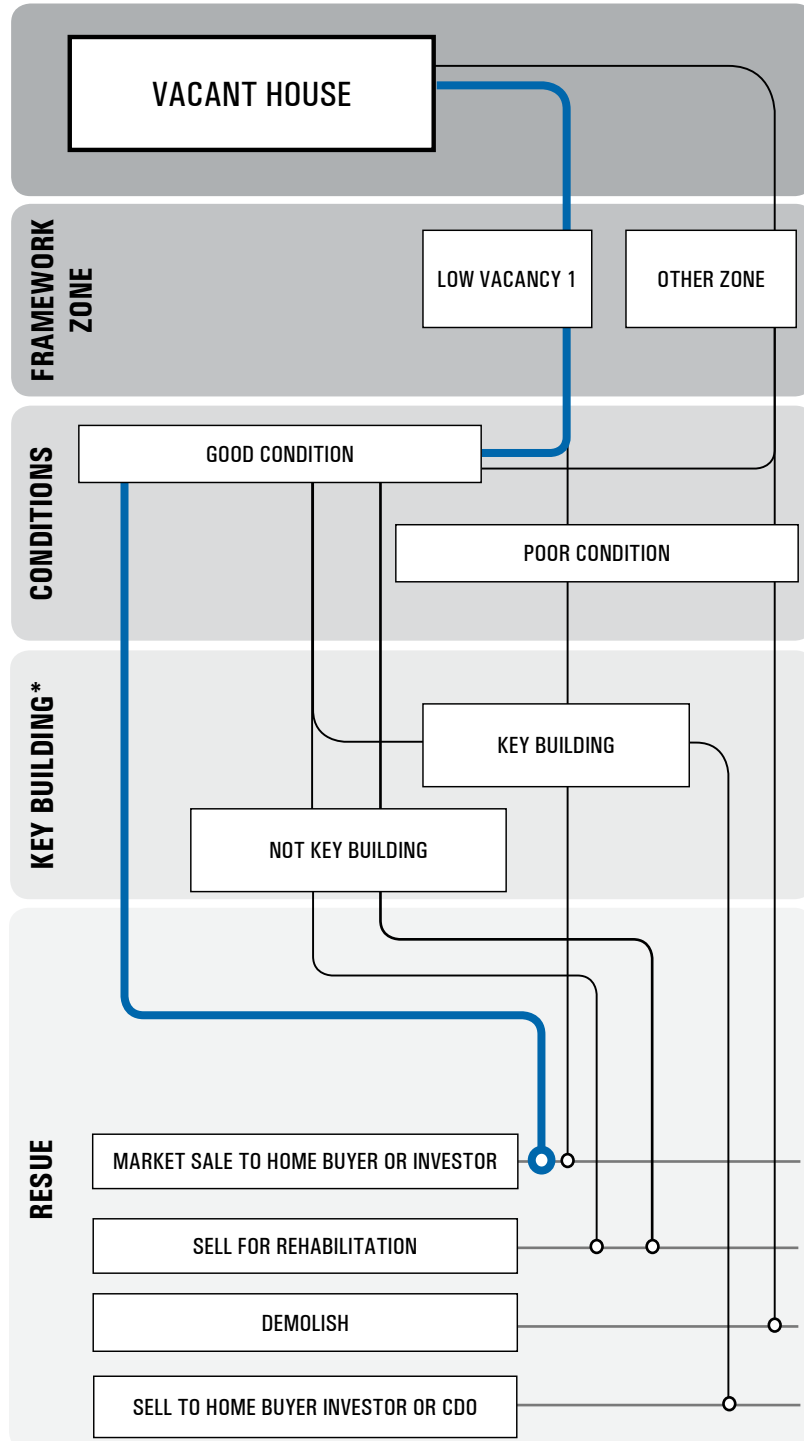 VACANT HOUSE
FRAMEWORK
ZONE
LOW VACANCY 1
OTHER ZONE
CONDITIONS
GOOD CONDITION
POOR CONDITION
KEY BUILDING*
KEY BUILDING
NOT KEY BUILDING
RESUE
MARKET SALE TO HOME BUYER OR INVESTOR
SELL FOR REHABILITATION
DEMOLISH
SELL TO HOME BUYER INVESTOR OR CDO